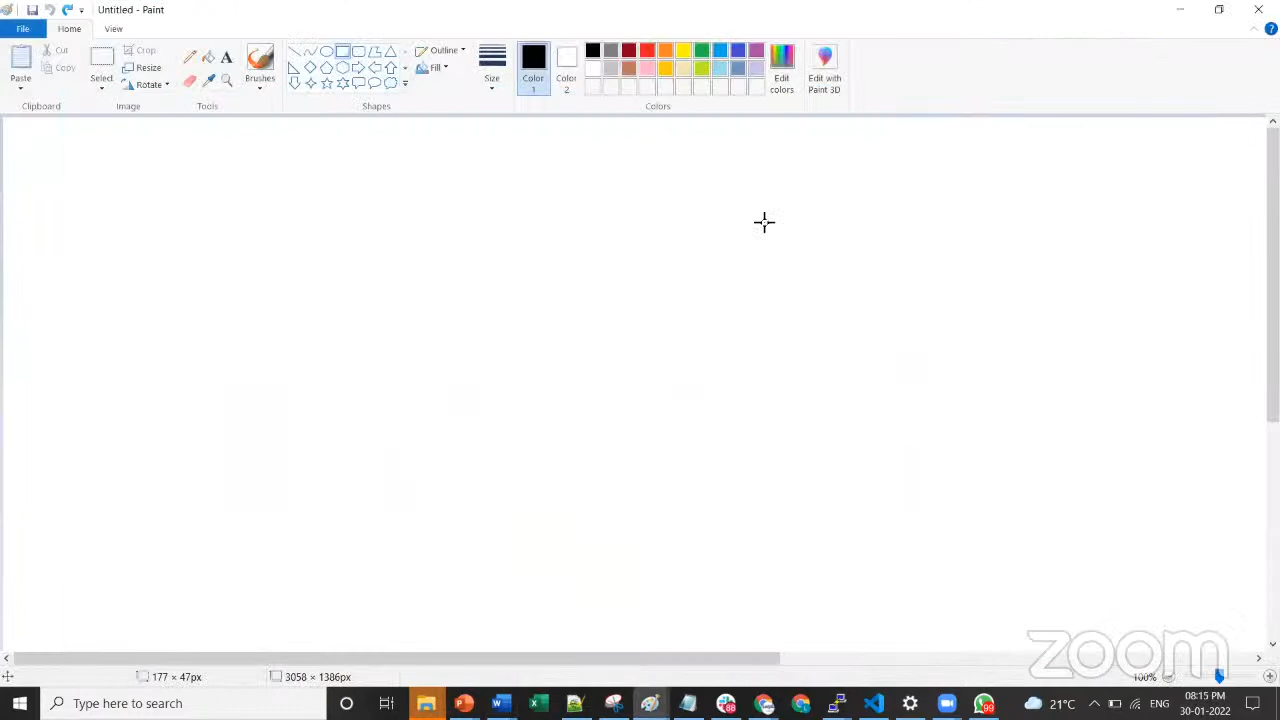 Untitled - Paint
File
Home
View
Paste
Cut
Copy
Clipboard
Select
Crop
Resize
Rotate
Image
Tools
Brushes
Shapes
Outline
Fill
Size
Color 1
Color 2
Colors
Edit colors
Edit with Paint 3D
zoom
177 × 47px
3058 × 1386px
100%
Type here to search
88
99
21°C
ENG
08:15 PM
30-01-2022